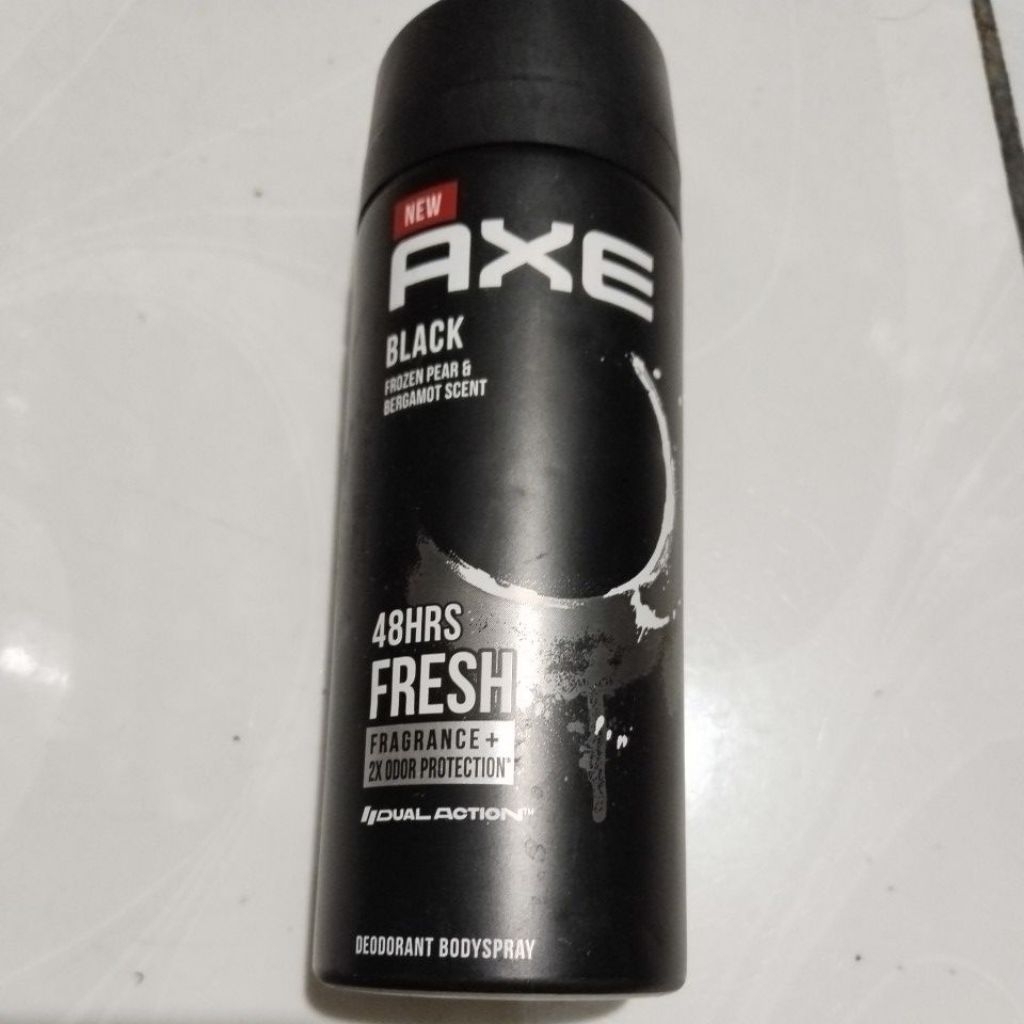 NEW
AXE
BLACK
FROZEN PEAR &
BERGAMOT SCENT
48HRS
FRESH
FRAGRANCE +
2X ODOR PROTECTION*
DUAL ACTION™
DEODORANT BODYSPRAY